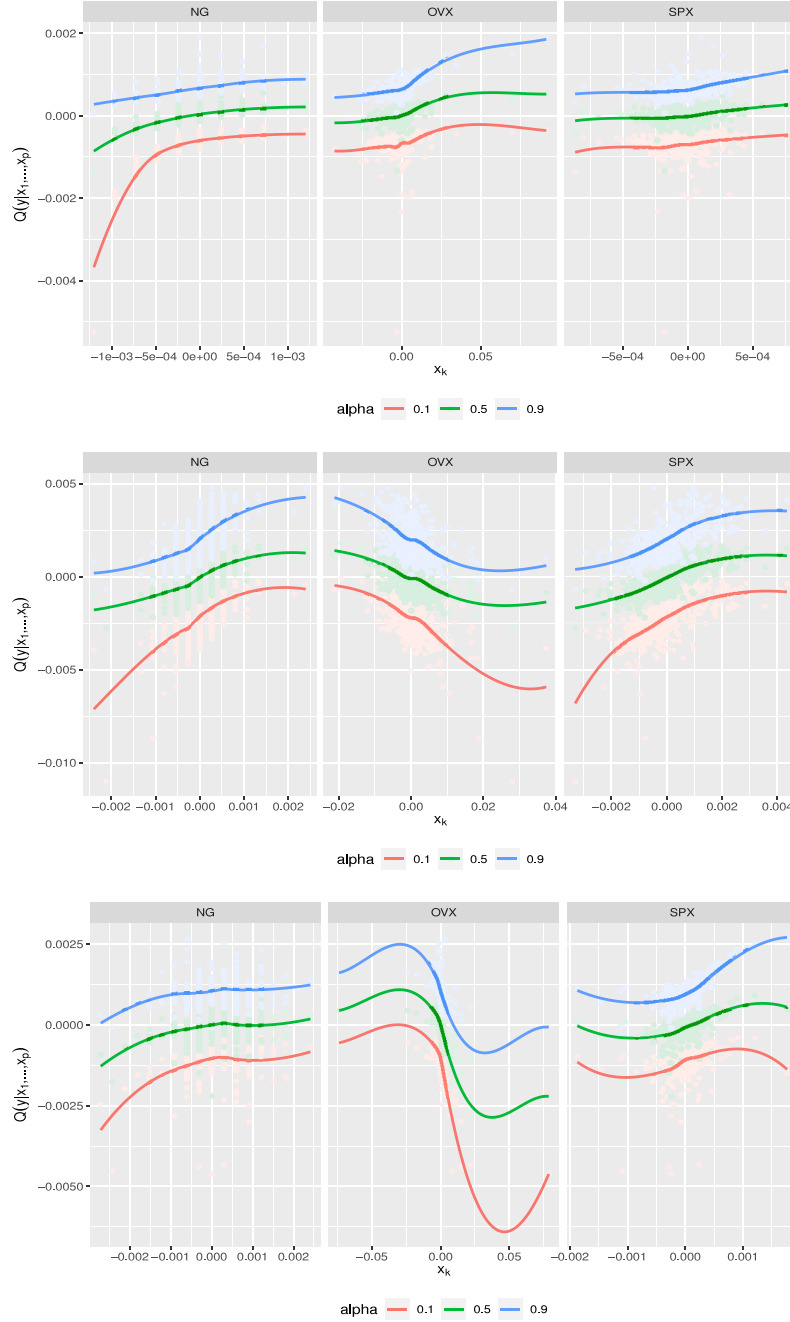 NG OVX SPX
0.002
0.000
−0.002
−0.004
Q(y|x1,...,xp)
−1e−03 −5e−04 0e+00 5e−04 1e−03 0.00 0.05 −5e−04 0e+00 5e−04
xk
alpha 0.1 0.5 0.9
NG OVX SPX
0.005
0.000
−0.005
−0.010
Q(y|x1,...,xp)
−0.002 −0.001 0.000 0.001 0.002 −0.02 0.00 0.02 0.04 −0.002 0.000 0.002 0.004
xk
alpha 0.1 0.5 0.9
NG OVX SPX
0.0025
0.0000
−0.0025
−0.0050
Q(y|x1,...,xp)
−0.002 −0.001 0.000 0.001 0.002 −0.05 0.00 0.05 −0.002 −0.001 0.000 0.001
xk
alpha 0.1 0.5 0.9